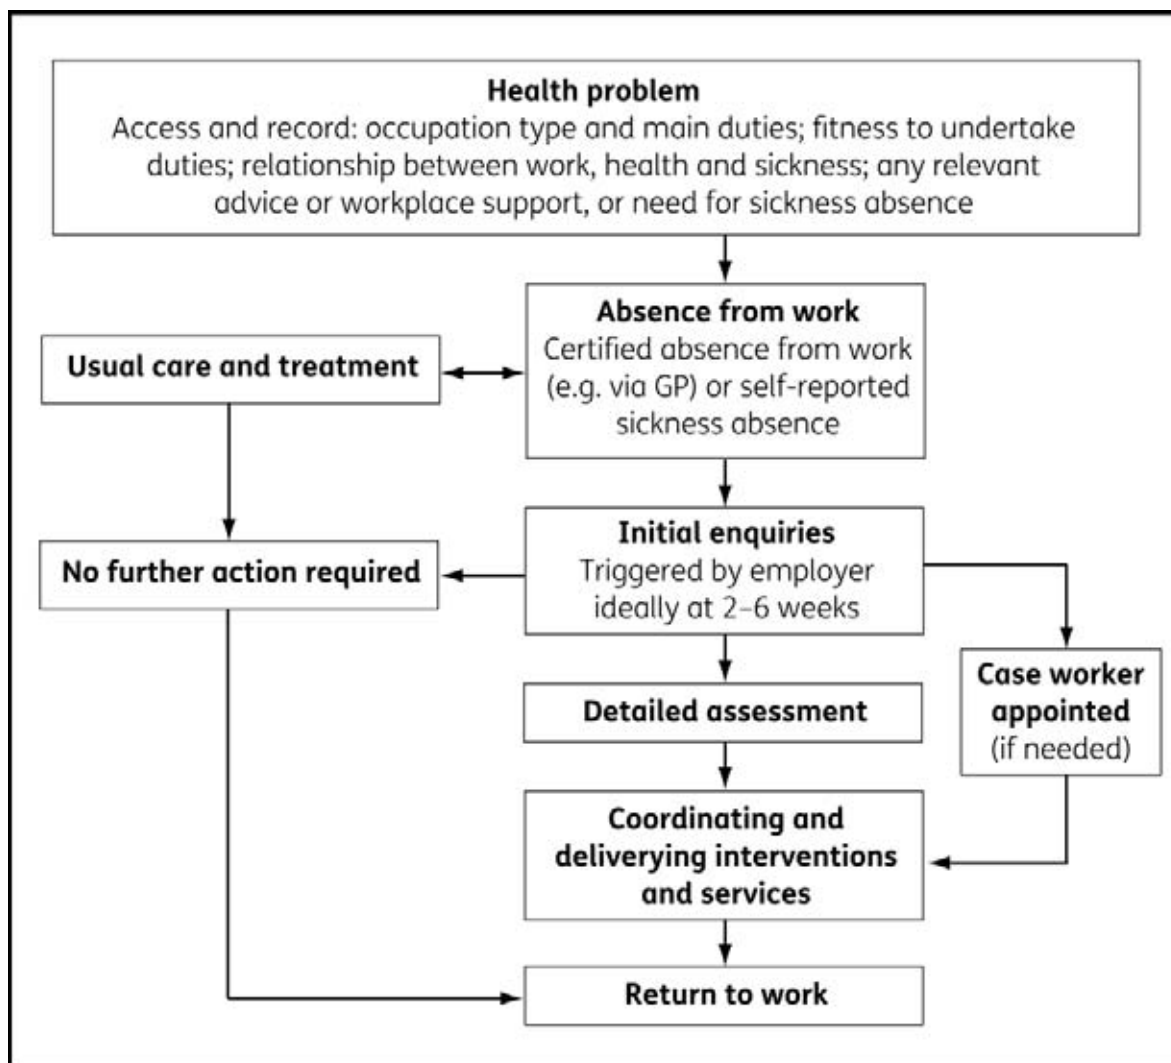 Health problem
Access and record: occupation type and main duties; fitness to undertake
duties; relationship between work, health and sickness; any relevant
advice or workplace support, or need for sickness absence
Absence from work
Certified absence from work
(e.g. via GP) or self-reported
sickness absence
Usual care and treatment
Initial enquiries
Triggered by employer
ideally at 2–6 weeks
No further action required
Case worker
appointed
(if needed)
Detailed assessment
Coordinating and
deliverying interventions
and services
Return to work